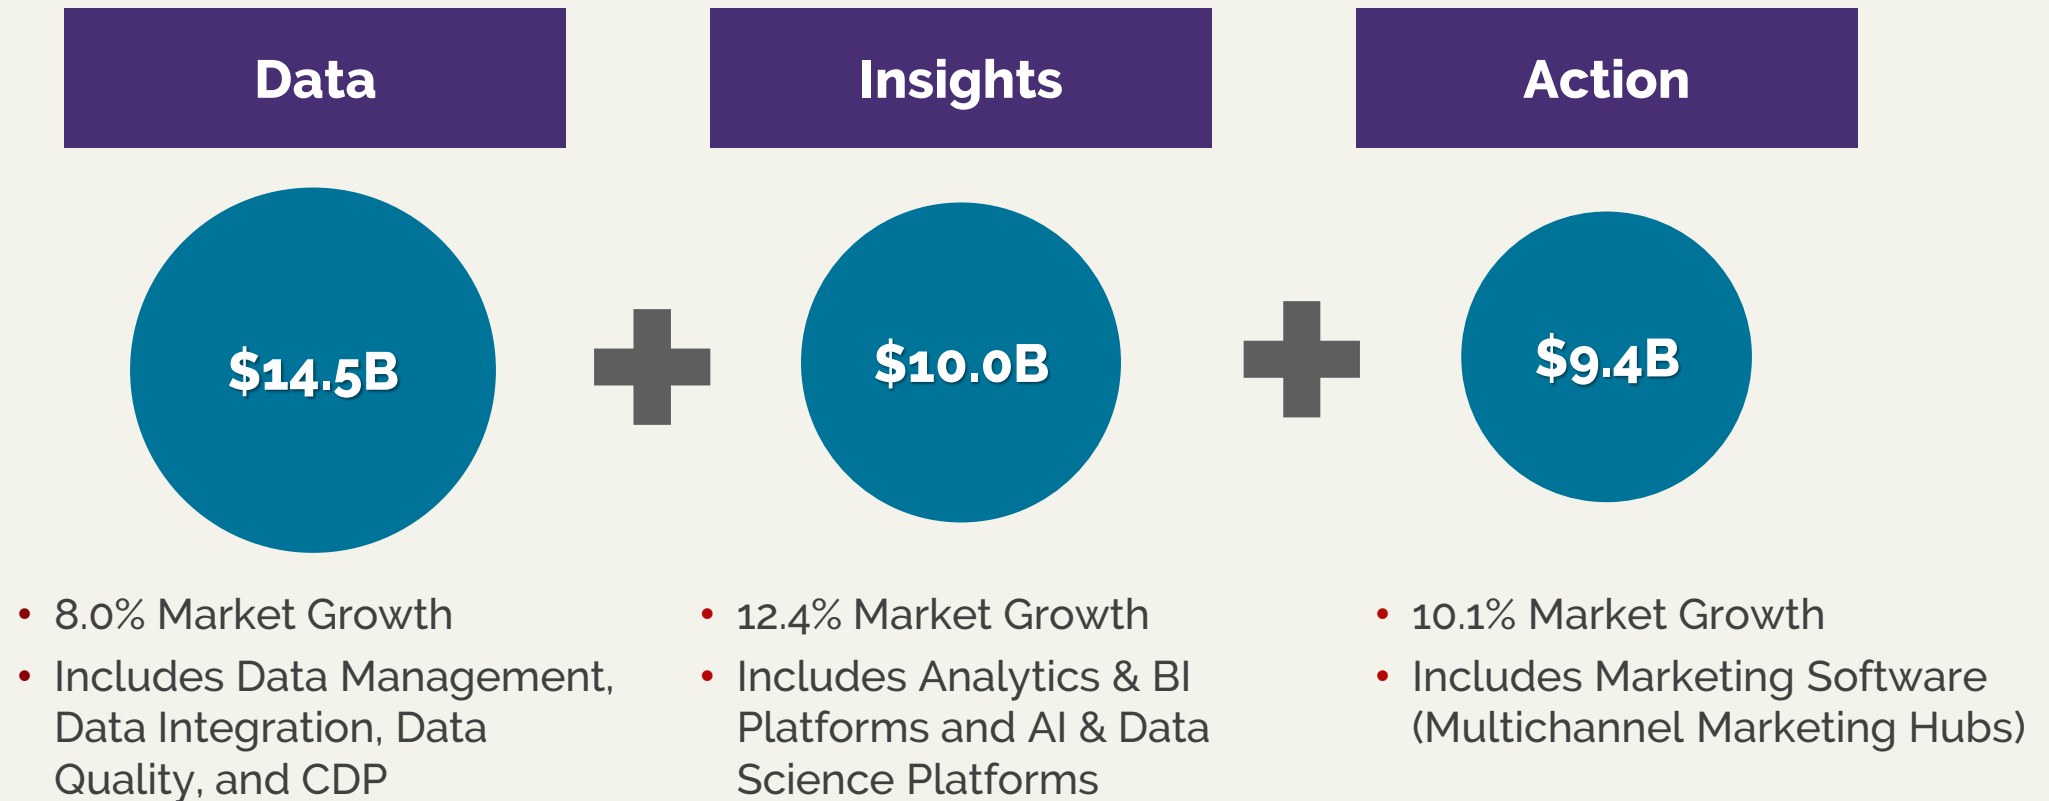 Data
Insights
Action
$14.5B
$10.0B
$9.4B
• 8.0% Market Growth
• Includes Data Management,
Data Integration, Data
Quality, and CDP
• 12.4% Market Growth
• Includes Analytics & BI
Platforms and AI & Data
Science Platforms
• 10.1% Market Growth
• Includes Marketing Software
(Multichannel Marketing Hubs)